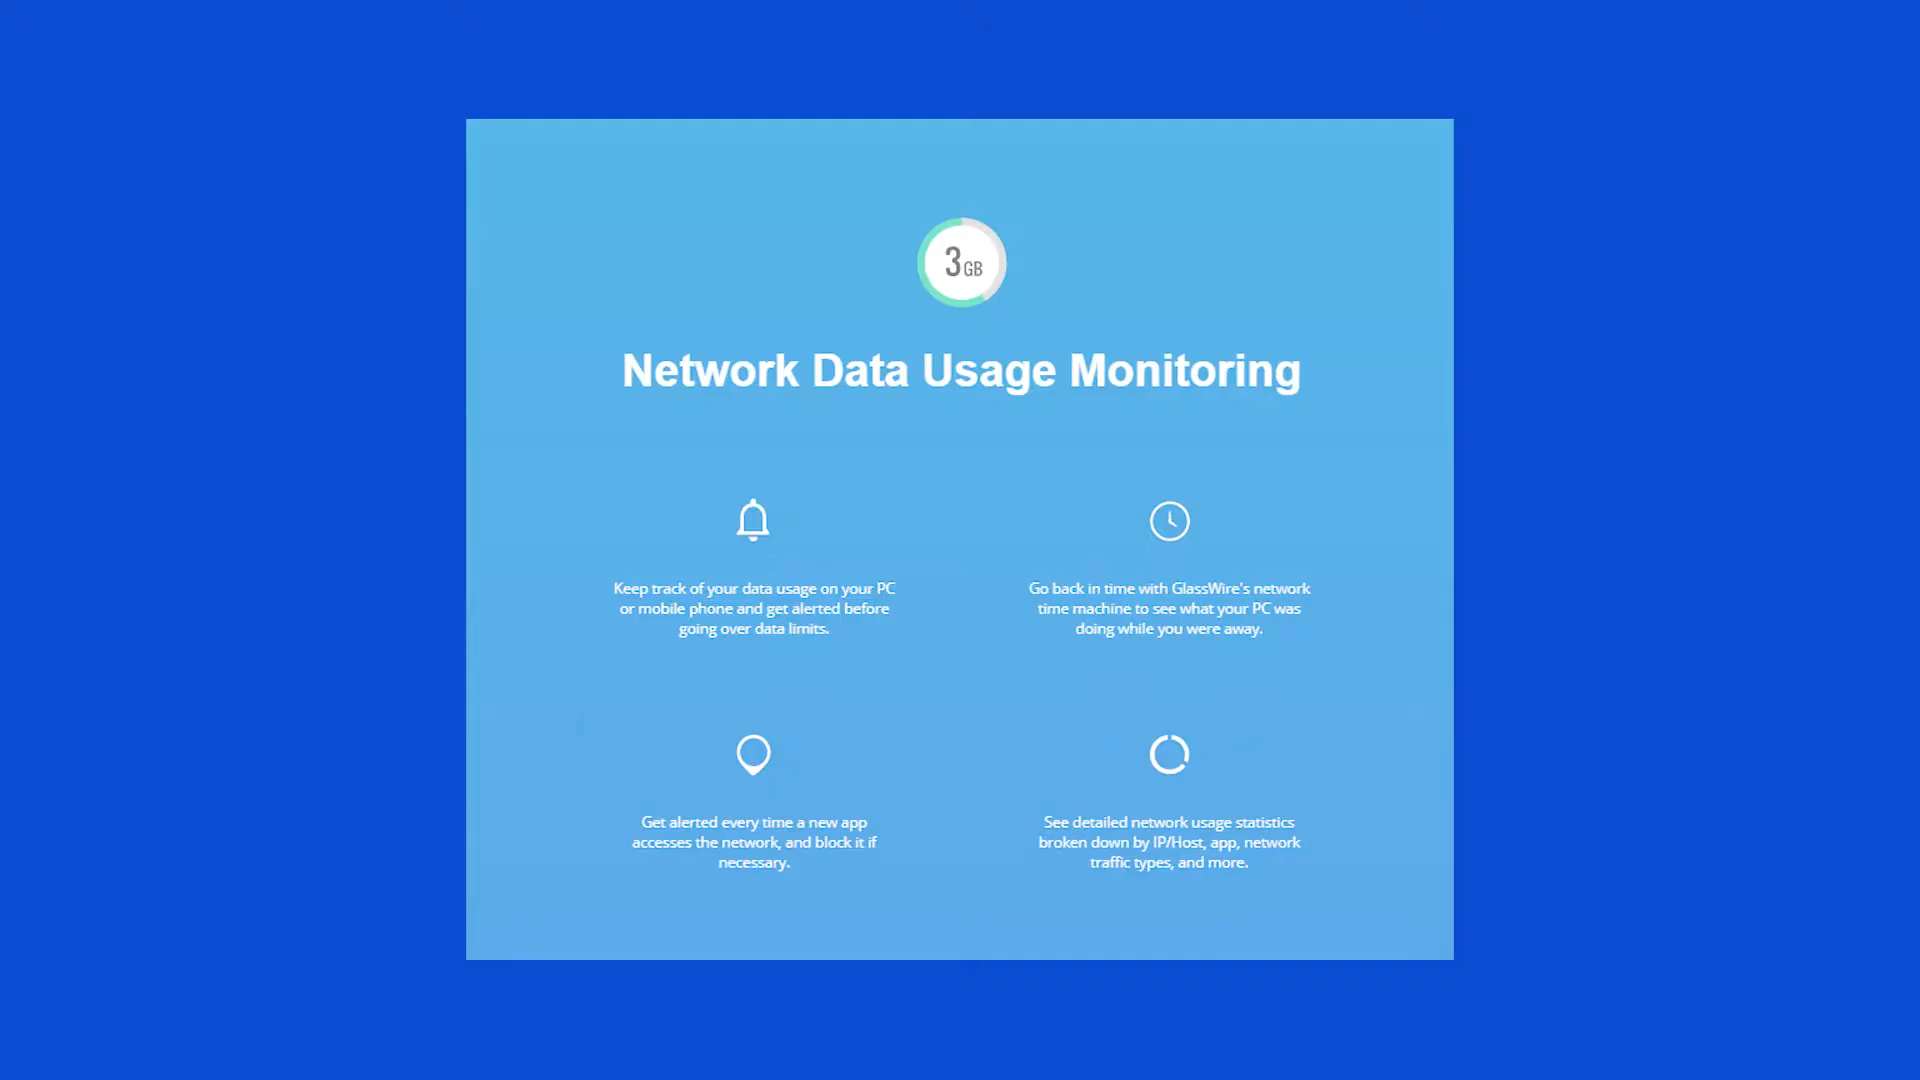 3 GB
Network Data Usage Monitoring
Keep track of your data usage on your PC
or mobile phone and get alerted before
going over data limits.
Go back in time with GlassWire's network
time machine to see what your PC was
doing while you were away.
Get alerted every time a new app
accesses the network, and block it if
necessary.
See detailed network usage statistics
broken down by IP/Host, app, network
traffic types, and more.